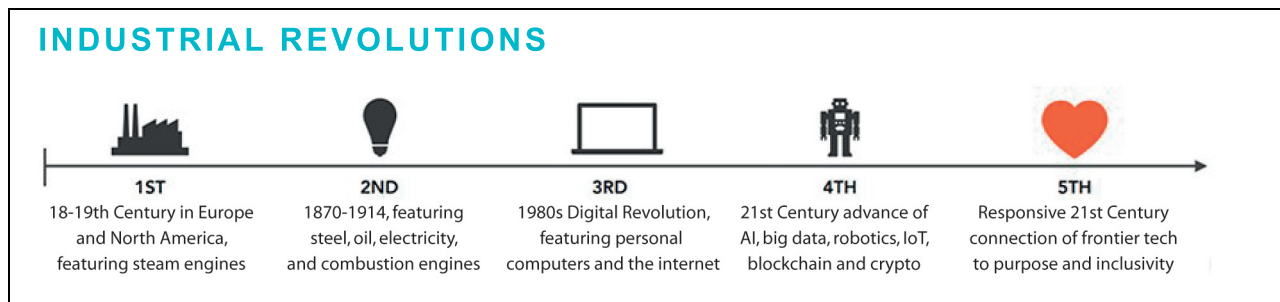 INDUSTRIAL REVOLUTIONS
1ST
18-19th Century in Europe
and North America,
featuring steam engines
2ND
1870-1914, featuring
steel, oil, electricity,
and combustion engines
3RD
1980s Digital Revolution,
featuring personal
computers and the internet
4TH
21st Century advance of
AI, big data, robotics, IoT,
blockchain and crypto
5TH
Responsive 21st Century
connection of frontier tech
to purpose and inclusivity